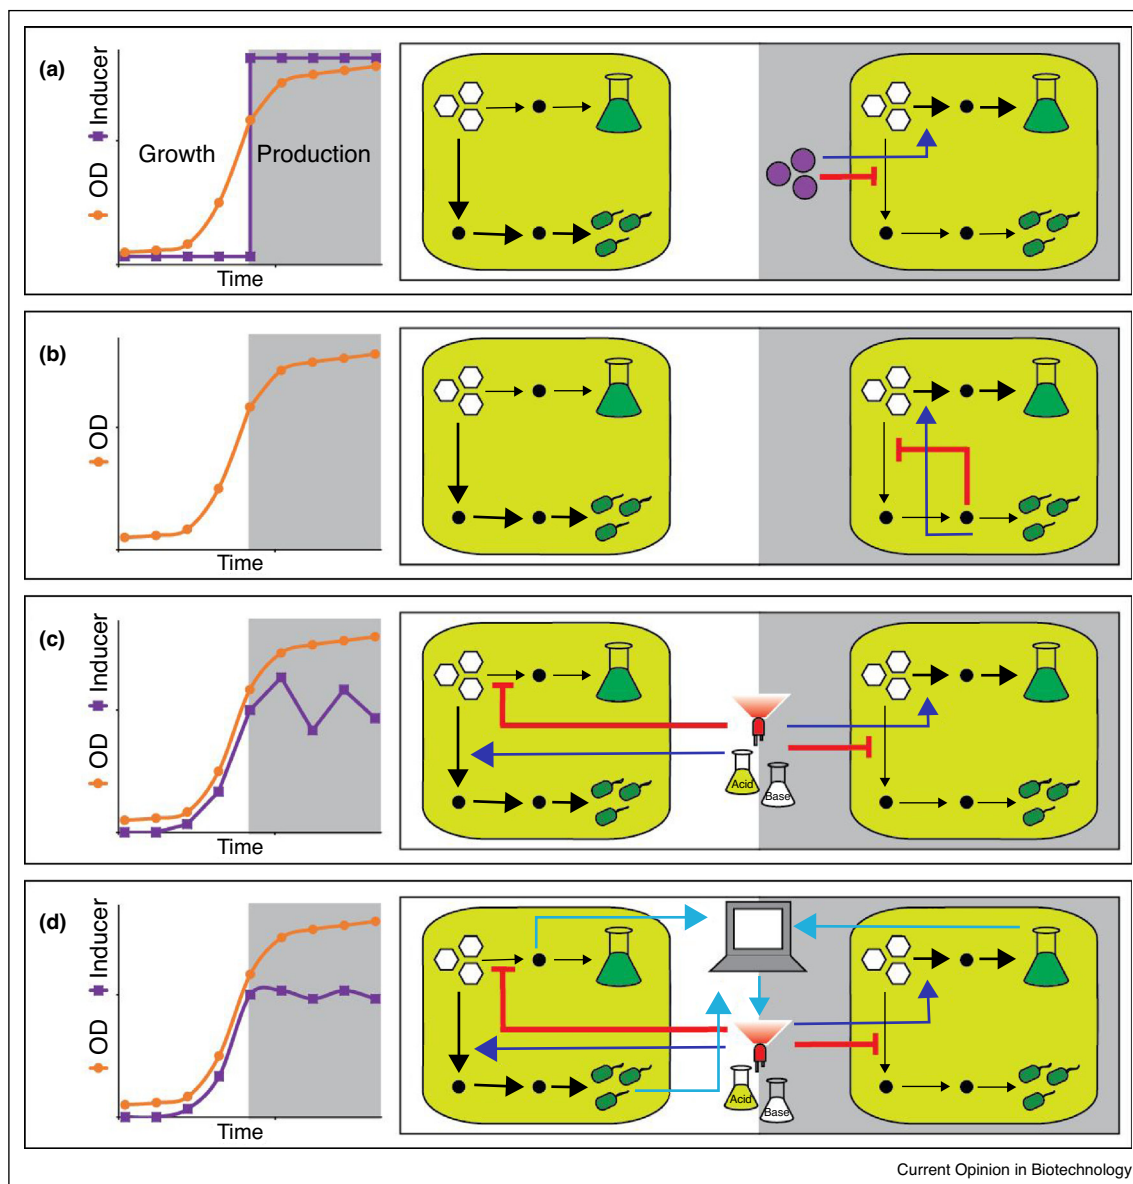 (a)
OD Inducer
Growth
Production
Time
(b)
OD
Time
(c)
OD Inducer
Time
Acid
Base
(d)
OD Inducer
Time
Acid
Base
Current Opinion in Biotechnology